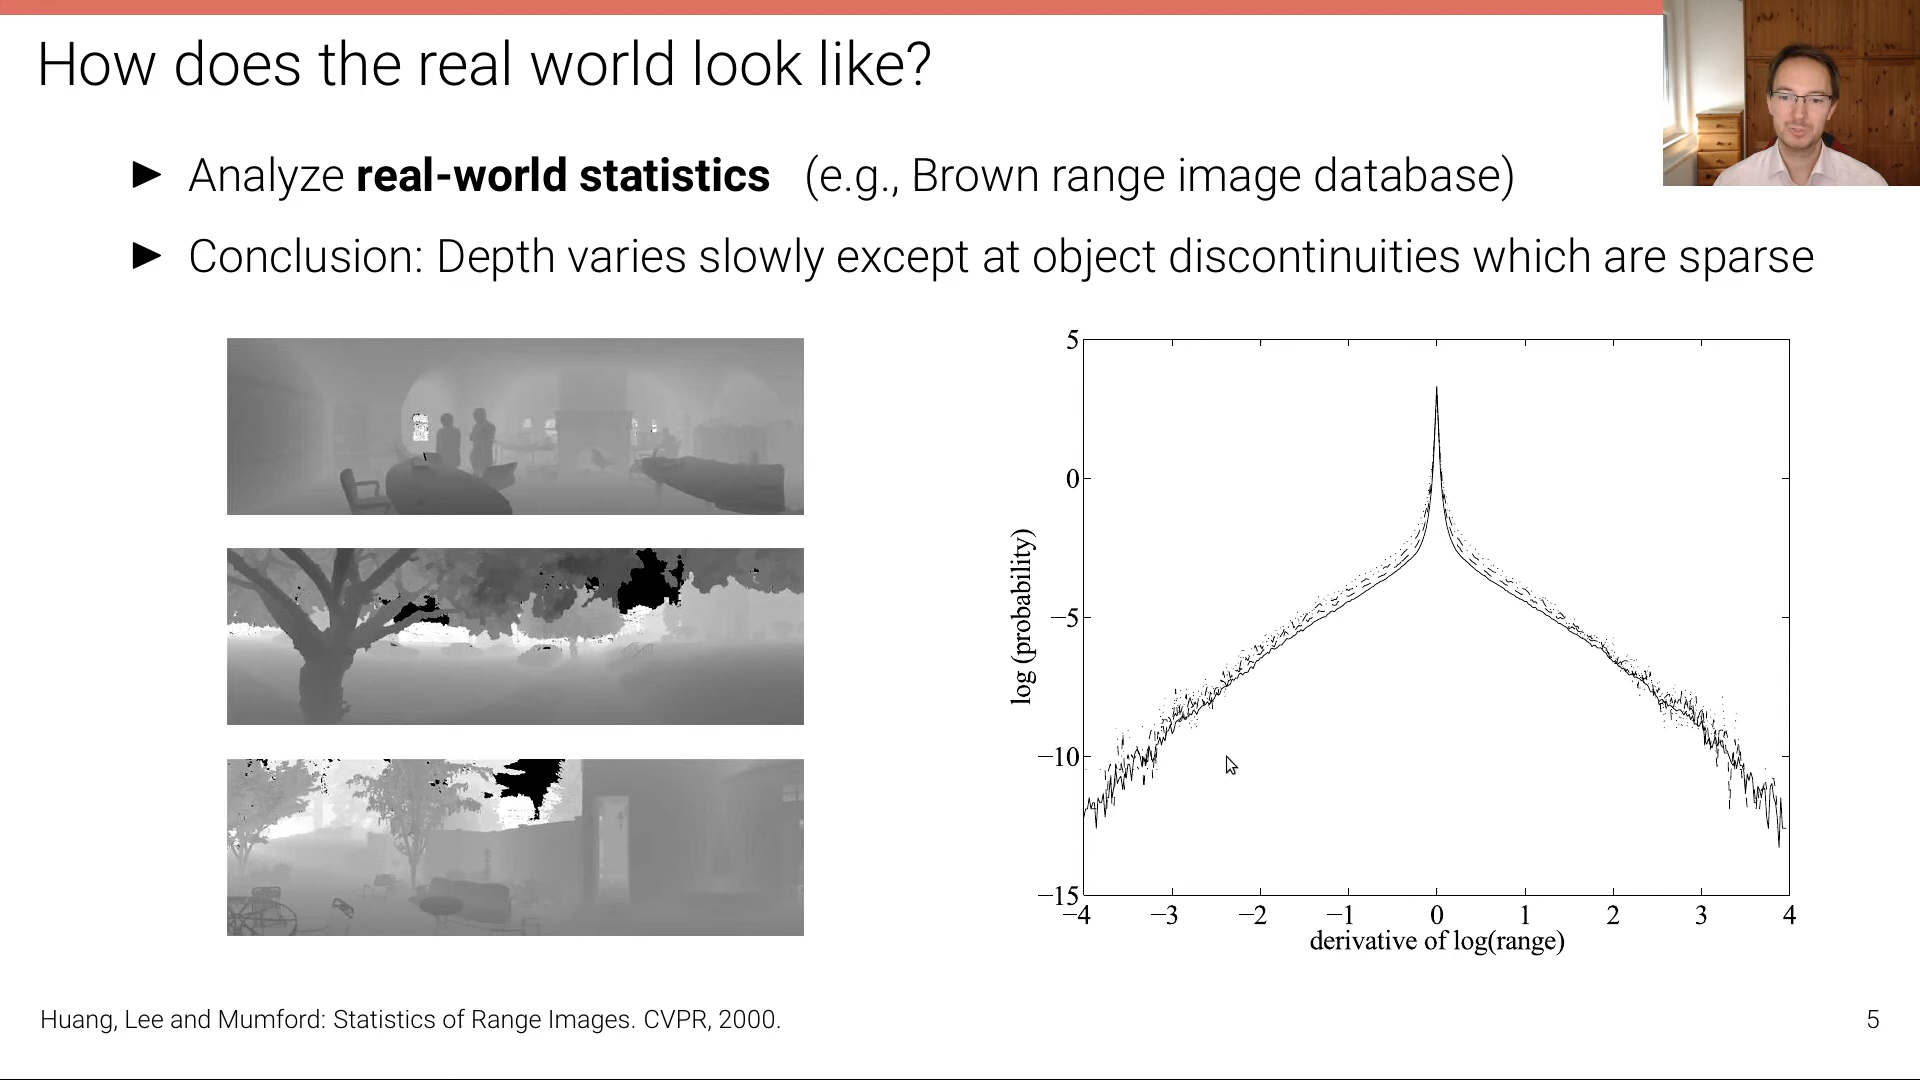 How does the real world look like?
► Analyze real-world statistics (e.g., Brown range image database)
► Conclusion: Depth varies slowly except at object discontinuities which are sparse
5
0
−5
−10
−15
log (probability)
−4 −3 −2 −1 0 1 2 3 4
derivative of log(range)
Huang, Lee and Mumford: Statistics of Range Images. CVPR, 2000.
5